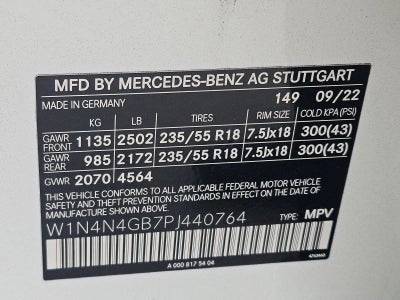 MFD BY MERCEDES-BENZ AG STUTTGART
MADE IN GERMANY 149 09/22
KG LB TIRES RIM SIZE COLD KPA (PSI)
GAWR FRONT 1135 2502 235/55 R18 7.5Jx18 300(43)
GAWR REAR 985 2172 235/55 R18 7.5Jx18 300(43)
GVWR 2070 4564
THIS VEHICLE CONFORMS TO ALL APPLICABLE FEDERAL MOTOR VEHICLE
SAFETY AND THEFT PREVENTION STANDARDS IN EFFECT ON THE DATE
OF MANUFACTURE SHOWN ABOVE.
W1N4N4GB7PJ440764 TYPE: MPV
A 000 817 54 04